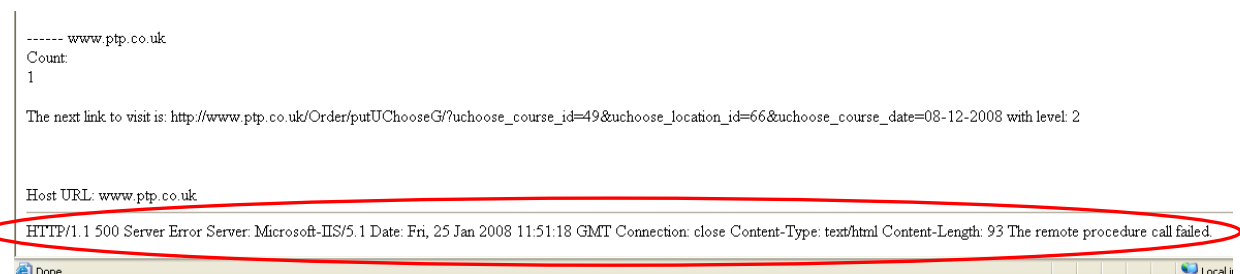 ------ www.ptp.co.uk
Count:
1
The next link to visit is: http://www.ptp.co.uk/Order/putUChooseG/?uchoose_course_id=49&uchoose_location_id=66&uchoose_course_date=08-12-2008 with level: 2
Host URL: www.ptp.co.uk
HTTP/1.1 500 Server Error Server: Microsoft-IIS/5.1 Date: Fri, 25 Jan 2008 11:51:18 GMT Connection: close Content-Type: text/html Content-Length: 93 The remote procedure call failed.
Done